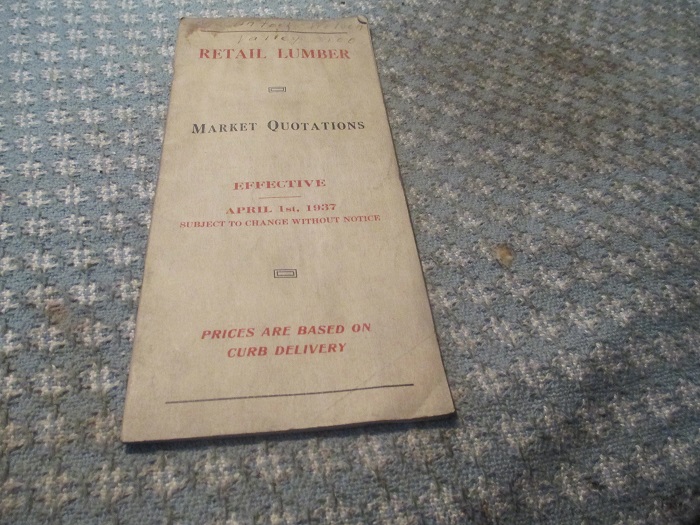 RETAIL LUMBER
MARKET QUOTATIONS
EFFECTIVE
APRIL 1st, 1937
SUBJECT TO CHANGE WITHOUT NOTICE
PRICES ARE BASED ON
CURB DELIVERY